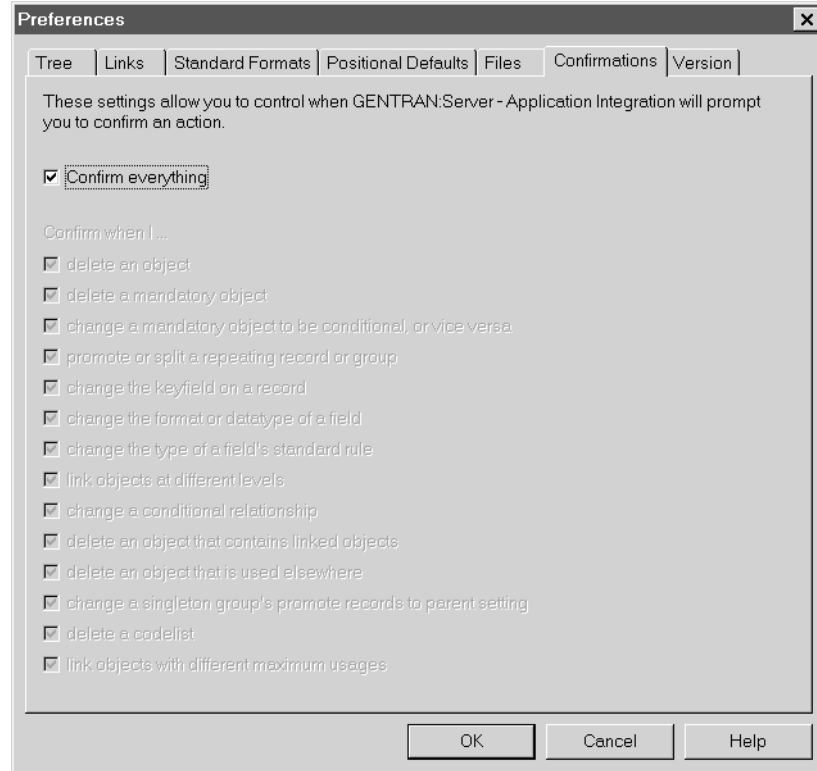 Preferences
Tree Links Standard Formats Positional Defaults Files Confirmations Version
These settings allow you to control when GENTRAN:Server - Application Integration will prompt
you to confirm an action.
Confirm everything
Confirm when I ...
delete an object
delete a mandatory object
change a mandatory object to be conditional, or vice versa
promote or split a repeating record or group
change the keyfield on a record
change the format or datatype of a field
change the type of a field's standard rule
link objects at different levels
change a conditional relationship
delete an object that contains linked objects
delete an object that is used elsewhere
change a singleton group's promote records to parent setting
delete a codelist
link objects with different maximum usages
OK Cancel Help